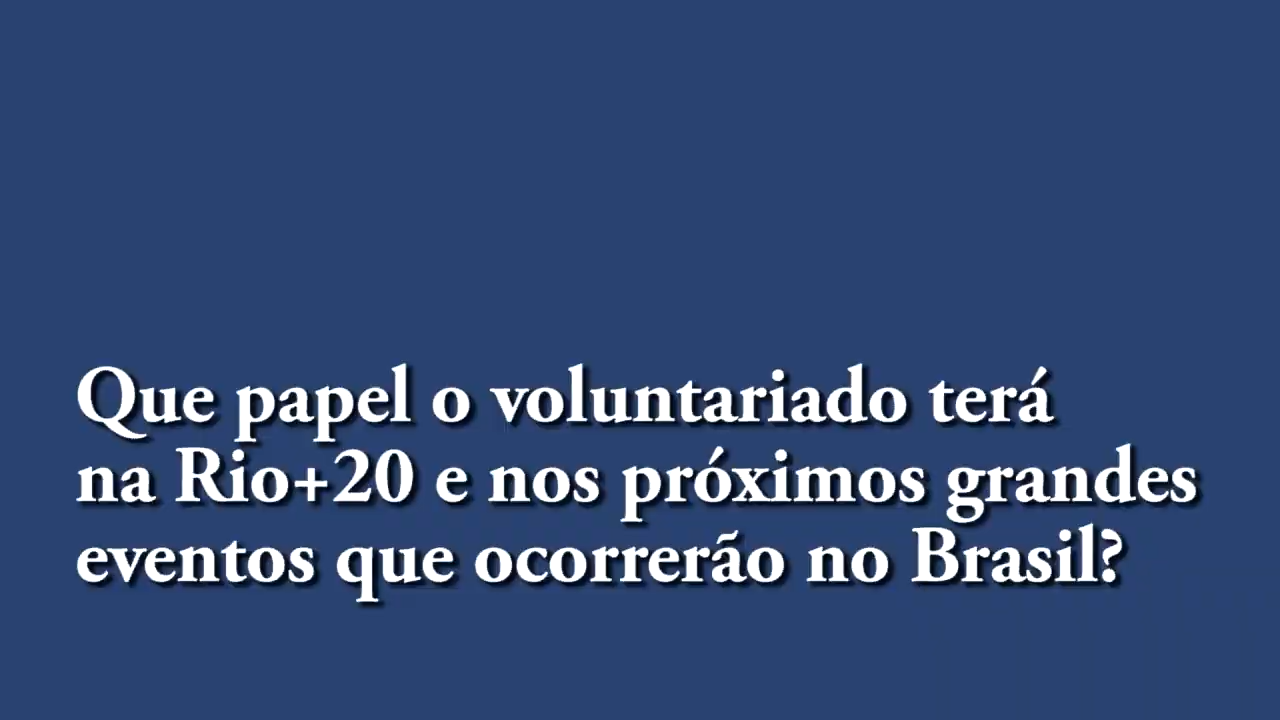 Que papel o voluntariado terá
na Rio+20 e nos próximos grandes
eventos que ocorrerão no Brasil?